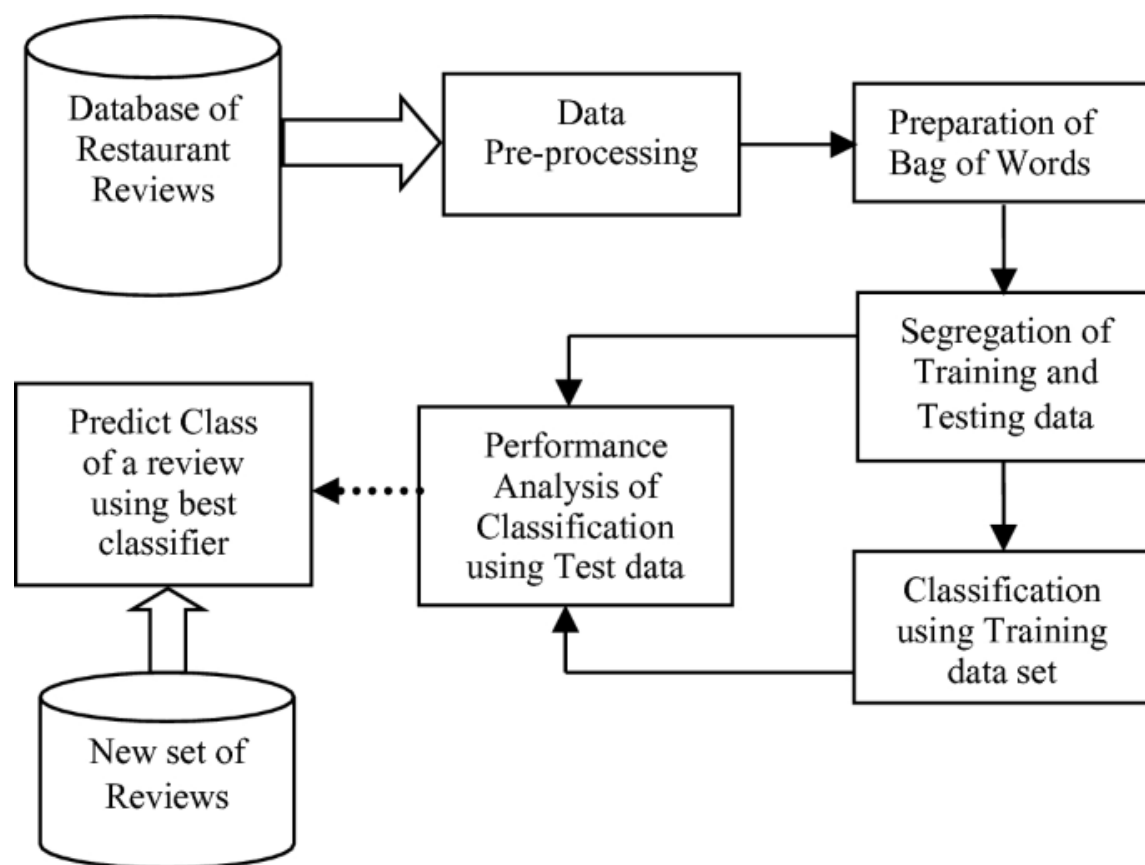 Database of
Restaurant
Reviews
Data
Pre-processing
Preparation of
Bag of Words
Segregation of
Training and
Testing data
Predict Class
of a review
using best
classifier
Performance
Analysis of
Classification
using Test data
Classification
using Training
data set
New set of
Reviews